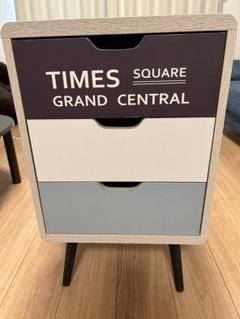 TIMES SQUARE
GRAND CENTRAL